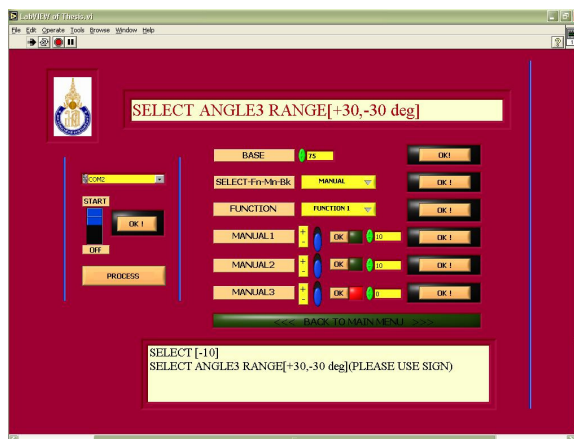 LabVIEW of Thesis.vi
File Edit Operate Tools Browse Window Help
SELECT ANGLE3 RANGE[+30,-30 deg]
BASE 75 OK!
COM2
SELECT-Fn-Mn-Bk MANUAL OK !
START
FUNCTION FUNCTION 1 OK !
OK !
MANUAL1 + - OK 10 OK !
OFF
MANUAL2 + - OK 10 OK !
PROCESS
MANUAL3 + - OK 0 OK !
<<< BACK TO MAIN MENU >>>
SELECT [-10]
SELECT ANGLE3 RANGE[+30,-30 deg](PLEASE USE SIGN)